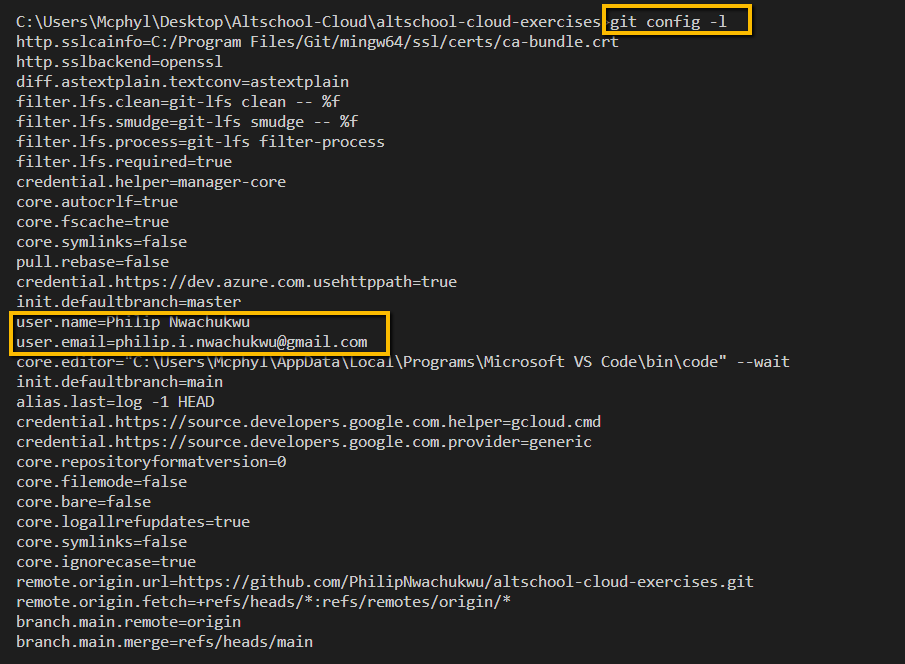 C:\Users\Mcphyl\Desktop\Altschool-Cloud\altschool-cloud-exercises>git config -l
http.sslcainfo=C:/Program Files/Git/mingw64/ssl/certs/ca-bundle.crt
http.sslbackend=openssl
diff.astextplain.textconv=astextplain
filter.lfs.clean=git-lfs clean -- %f
filter.lfs.smudge=git-lfs smudge -- %f
filter.lfs.process=git-lfs filter-process
filter.lfs.required=true
credential.helper=manager-core
core.autocrlf=true
core.fscache=true
core.symlinks=false
pull.rebase=false
credential.https://dev.azure.com.usehttppath=true
init.defaultbranch=master
user.name=Philip Nwachukwu
user.email=philip.i.nwachukwu@gmail.com
core.editor="C:\Users\Mcphyl\AppData\Local\Programs\Microsoft VS Code\bin\code" --wait
init.defaultbranch=main
alias.last=log -1 HEAD
credential.https://source.developers.google.com.helper=gcloud.cmd
credential.https://source.developers.google.com.provider=generic
core.repositoryformatversion=0
core.filemode=false
core.bare=false
core.logallrefupdates=true
core.symlinks=false
core.ignorecase=true
remote.origin.url=https://github.com/PhilipNwachukwu/altschool-cloud-exercises.git
remote.origin.fetch=+refs/heads/*:refs/remotes/origin/*
branch.main.remote=origin
branch.main.merge=refs/heads/main